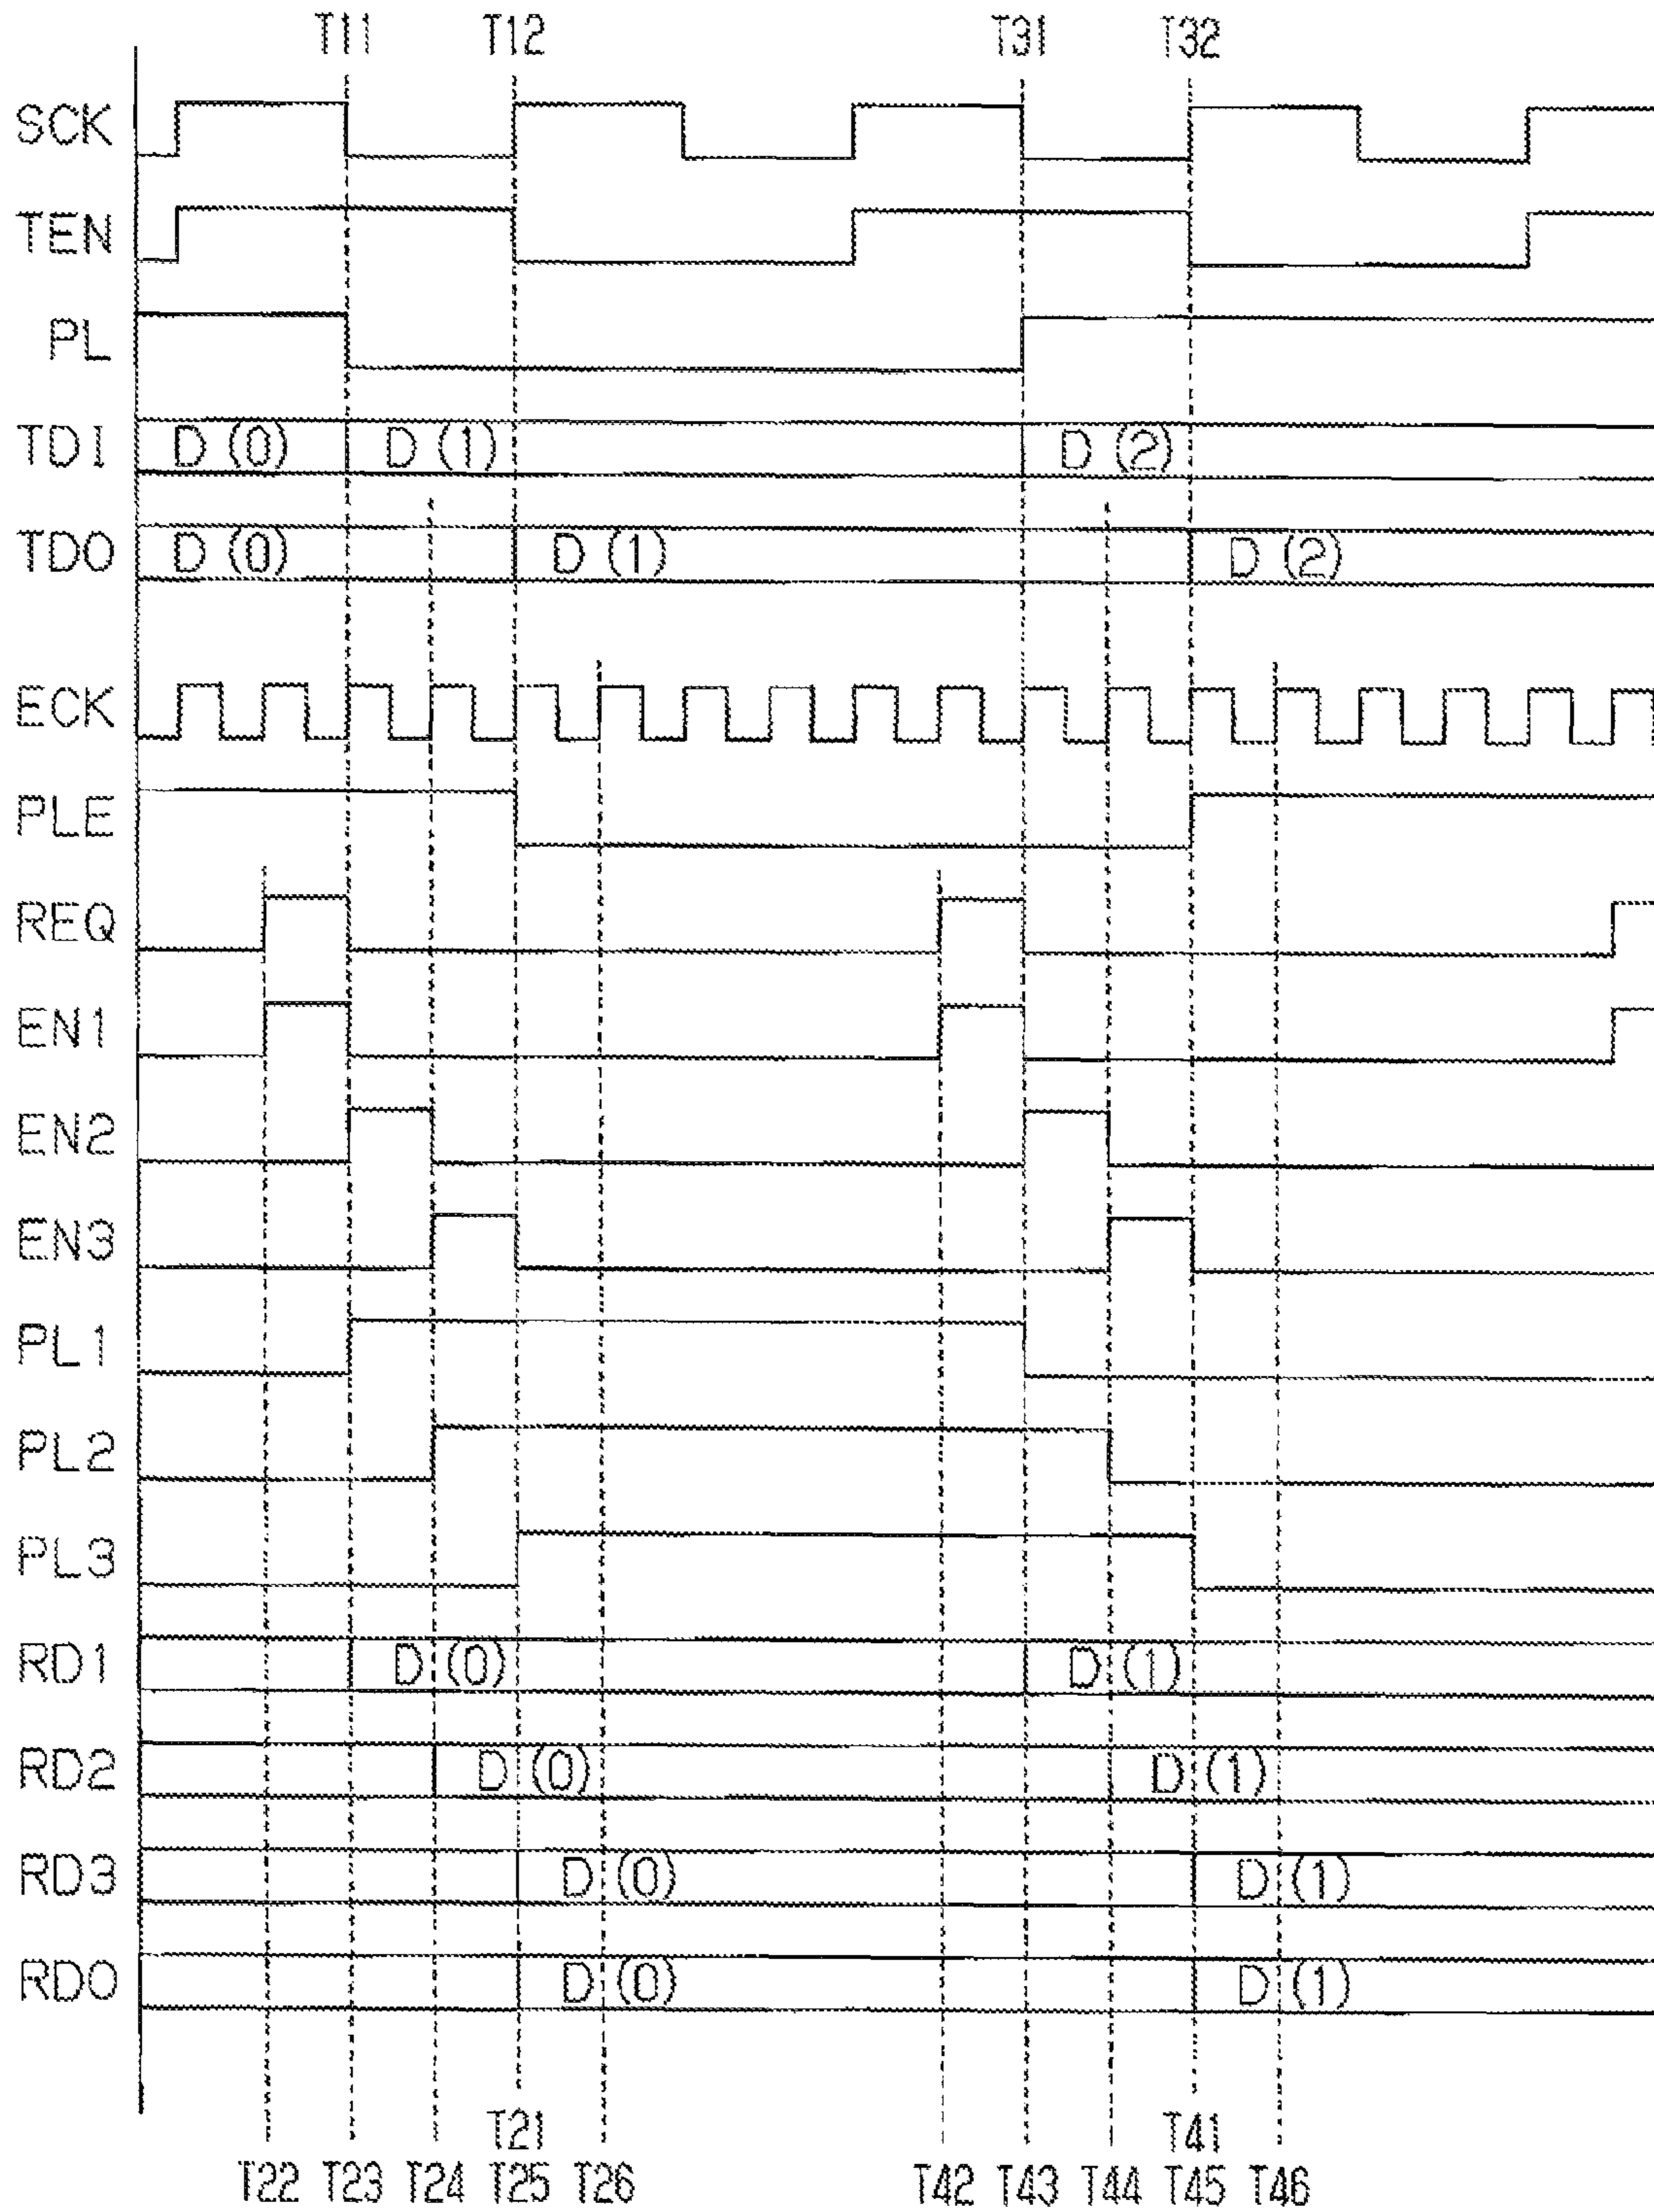 T11 T12 T31 T32
SCK
TEN
PL
TDI D(0) D(1) D(2)
TDO D(0) D(1) D(2)
ECK
PLE
REQ
EN1
EN2
EN3
PL1
PL2
PL3
RD1 D(0) D(1)
RD2 D(0) D(1)
RD3 D(0) D(1)
RDO D(0) D(1)
T21 T41
T22 T23 T24 T25 T26 T42 T43 T44 T45 T46